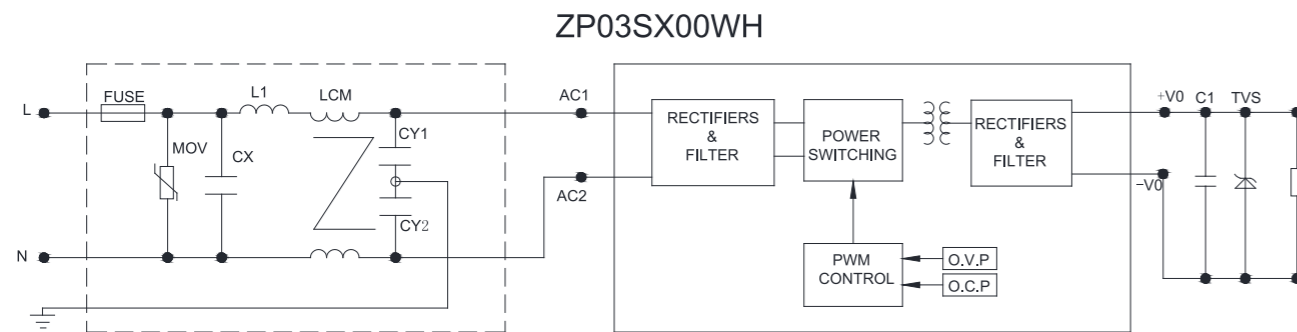 ZP03SX00WH
L
FUSE
L1
LCM
MOV
CX
CY1
CY2
N
AC1
AC2
RECTIFIERS
&
FILTER
POWER
SWITCHING
RECTIFIERS
&
FILTER
PWM
CONTROL
O.V.P
O.C.P
+V0
C1
TVS
−V0